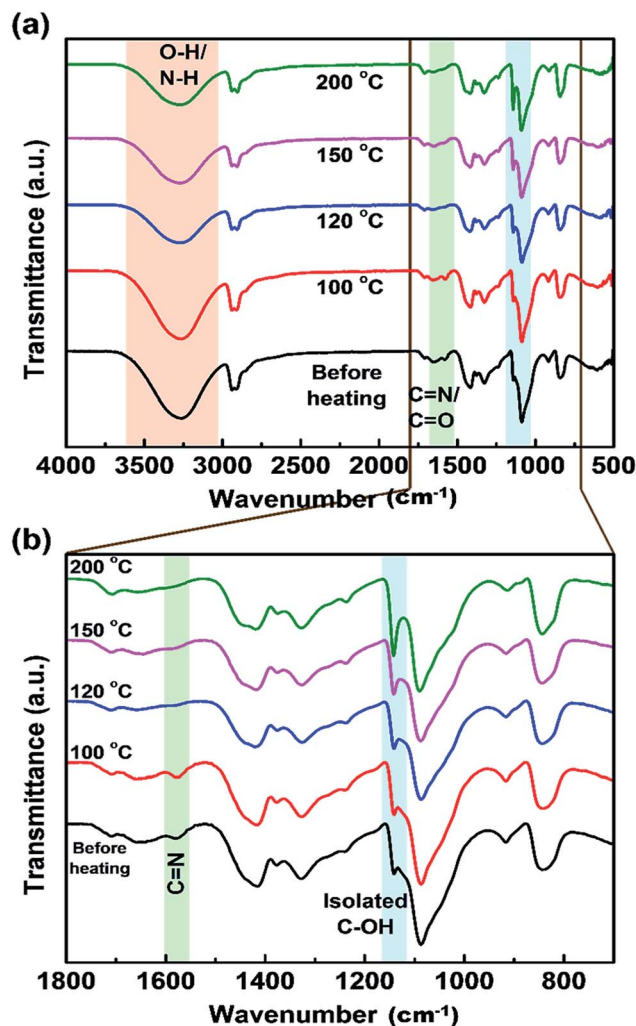 (a)
O-H/
N-H
200 °C
150 °C
120 °C
100 °C
Before
heating
C=N/
C=O
Transmittance (a.u.)
4000 3500 3000 2500 2000 1500 1000 500
Wavenumber (cm-1)
(b)
200 °C
150 °C
120 °C
100 °C
Before
heating
C=N
Isolated
C-OH
Transmittance (a.u.)
1800 1600 1400 1200 1000 800
Wavenumber (cm-1)